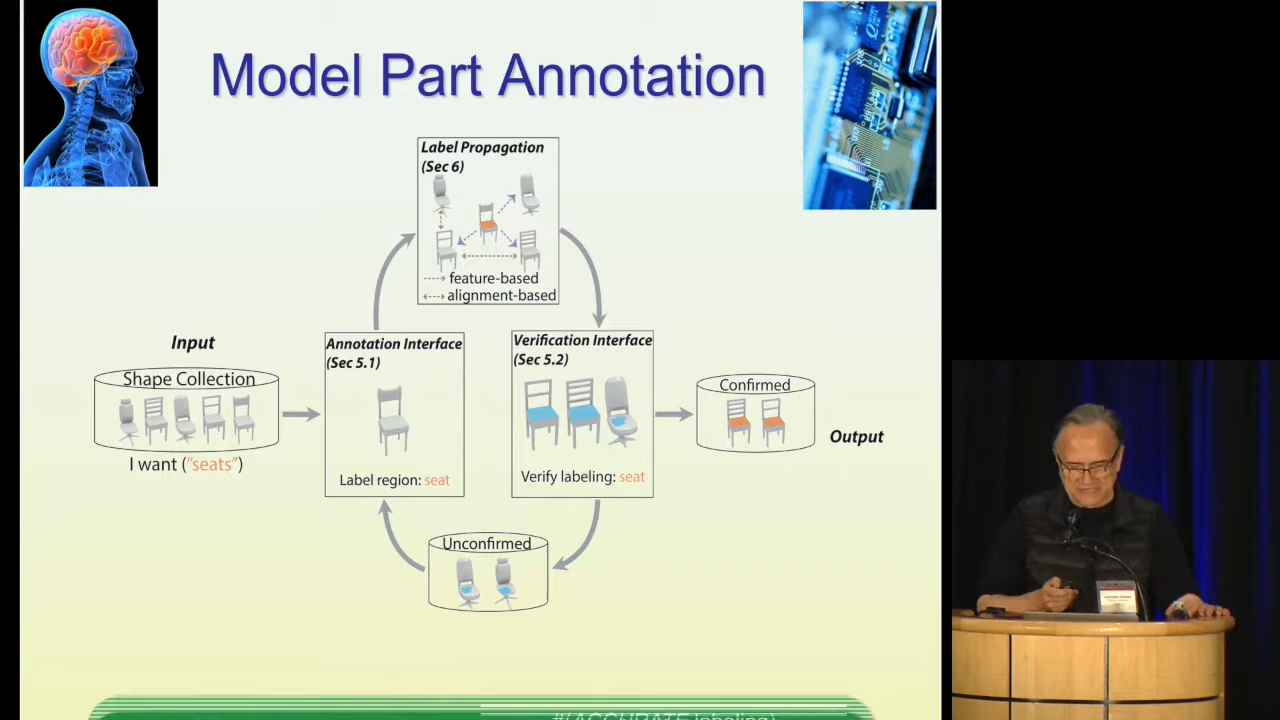 Model Part Annotation
Label Propagation
(Sec 6)
feature-based
alignment-based
Input
Shape Collection
I want ("seats")
Annotation Interface
(Sec 5.1)
Label region: seat
Verification Interface
(Sec 5.2)
Verify labeling: seat
Confirmed
Output
Unconfirmed